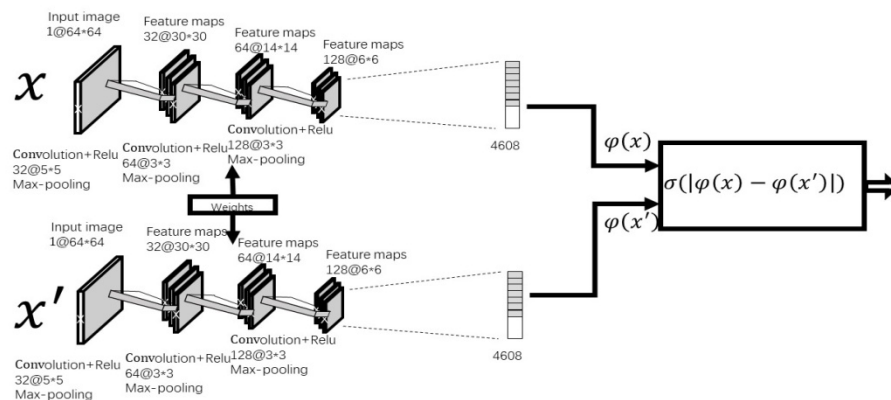 Input image
1@64*64
Feature maps
32@30*30
Feature maps
64@14*14
Feature maps
128@6*6
x
Convolution+Relu
32@5*5
Max-pooling
Convolution+Relu
64@3*3
Max-pooling
Convolution+Relu
128@3*3
Max-pooling
4608
φ(x)
σ(|φ(x) − φ(x′)|)
φ(x′)
Weights
Input image
1@64*64
Feature maps
32@30*30
Feature maps
64@14*14
Feature maps
128@6*6
x′
Convolution+Relu
32@5*5
Max-pooling
Convolution+Relu
64@3*3
Max-pooling
Convolution+Relu
128@3*3
Max-pooling
4608